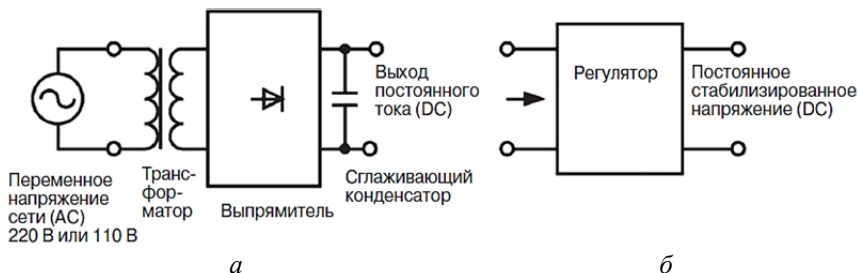 Переменное
напряжение
сети (AC)
220 В или 110 В
Транс-
фор-
матор
Выпрямитель
Выход
постоянного
тока (DC)
Сглаживающий
конденсатор
а
Регулятор
Постоянное
стабилизированное
напряжение (DC)
б